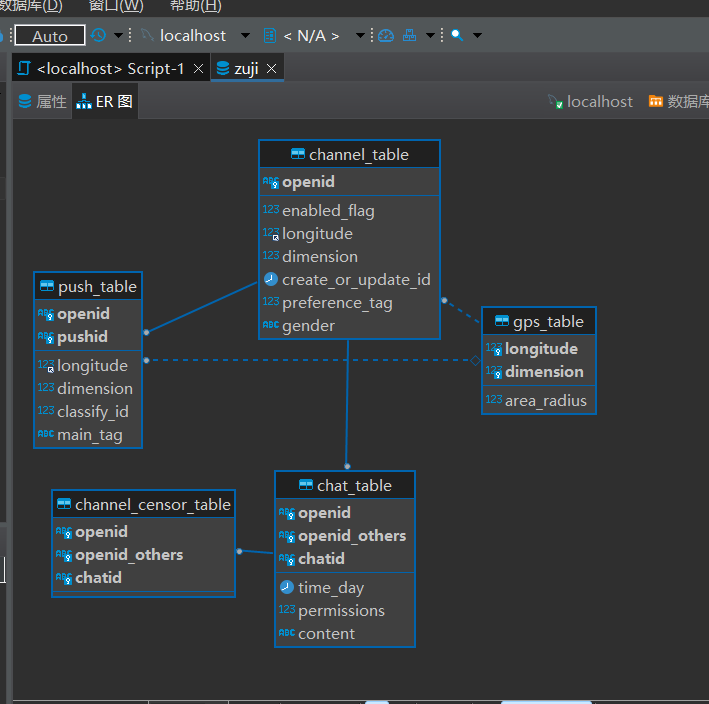 数据库(D) 窗口(W) 帮助(H)
Auto localhost < N/A >
<localhost> Script-1 zuji
属性 ER 图 localhost 数据库
channel_table
openid
enabled_flag
longitude
dimension
create_or_update_id
preference_tag
gender
push_table
openid
pushid
longitude
dimension
classify_id
main_tag
gps_table
longitude
dimension
area_radius
channel_censor_table
openid
openid_others
chatid
chat_table
openid
openid_others
chatid
time_day
permissions
content